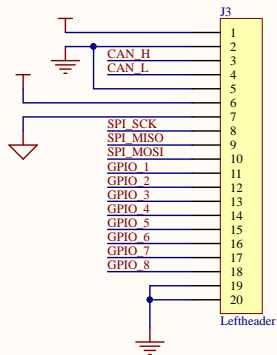 J3
1
2
CAN_H 3
CAN_L 4
5
6
7
SPI_SCK 8
SPI_MISO 9
SPI_MOSI 10
GPIO_1 11
GPIO_2 12
GPIO_3 13
GPIO_4 14
GPIO_5 15
GPIO_6 16
GPIO_7 17
GPIO_8 18
19
20
Leftheader